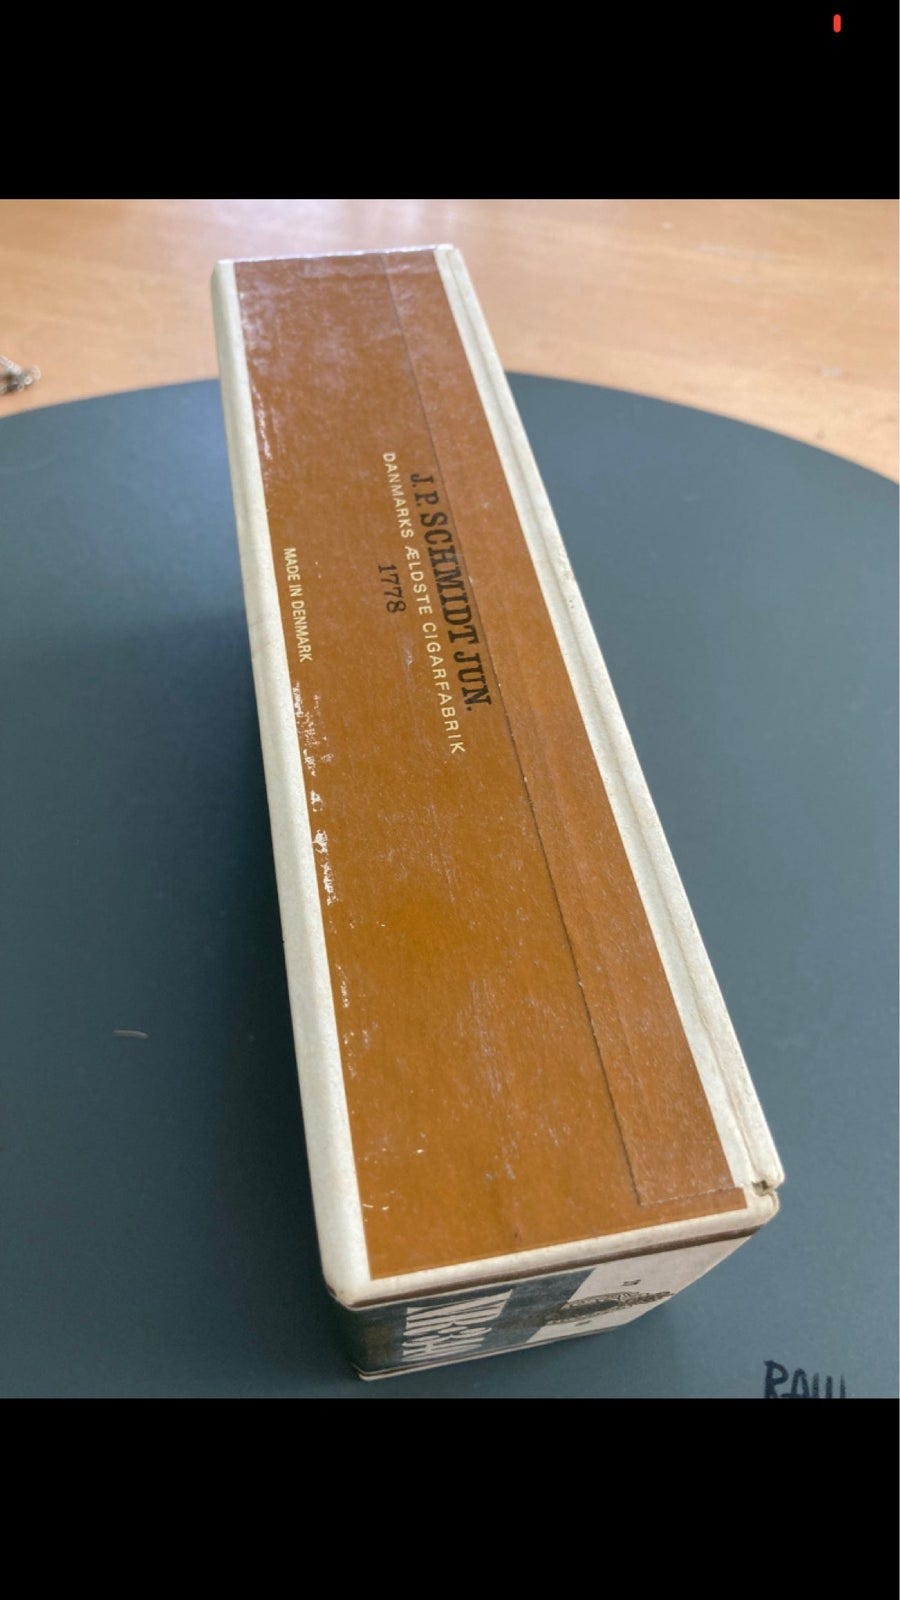 J. P. SCHMIDT JUN.
DANMARKS ÆLDSTE CIGARFABRIK
1778
MADE IN DENMARK